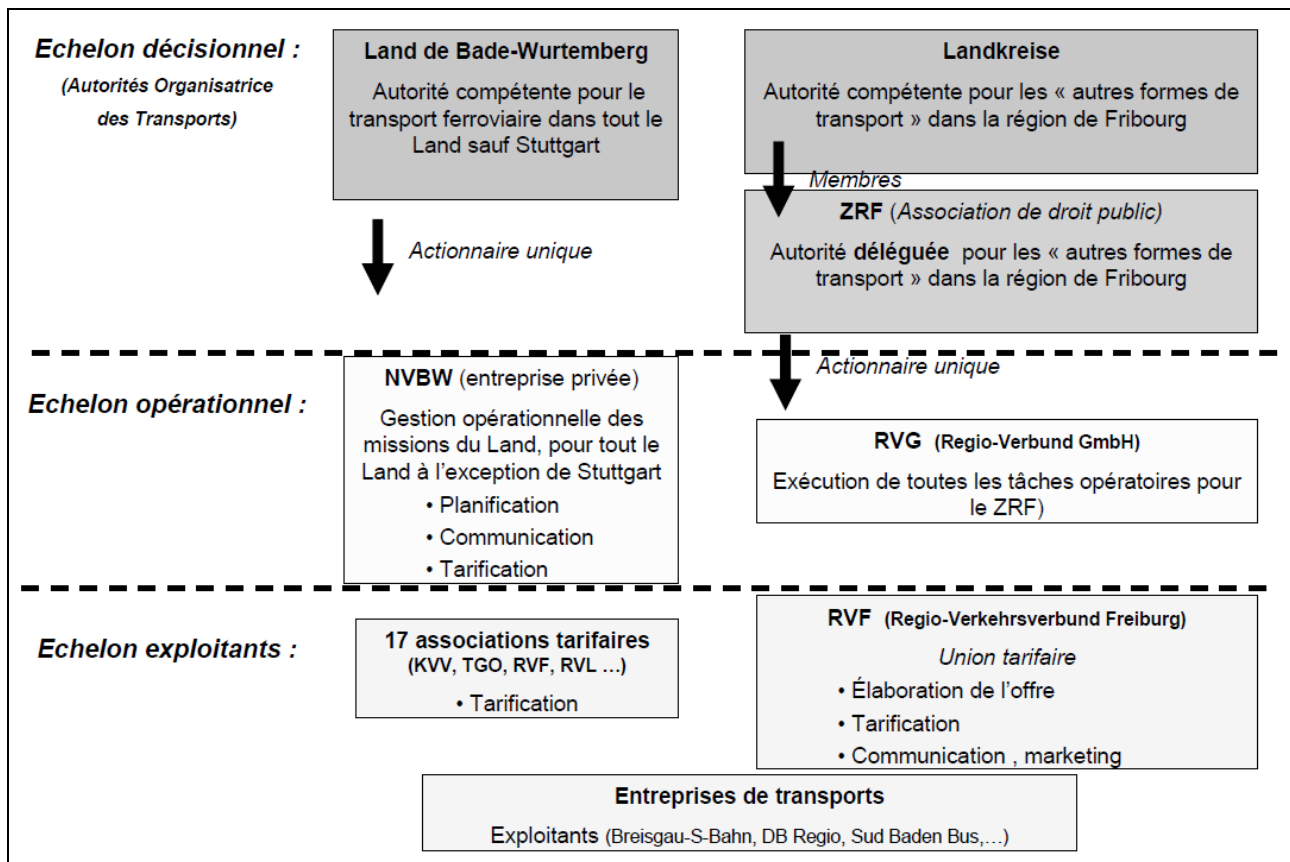 Echelon décisionnel :
(Autorités Organisatrice
des Transports)
Land de Bade-Wurtemberg
Autorité compétente pour le
transport ferroviaire dans tout le
Land sauf Stuttgart
Landkreise
Autorité compétente pour les « autres formes de
transport » dans la région de Fribourg
Membres
ZRF (Association de droit public)
Autorité déléguée pour les « autres formes de
transport » dans la région de Fribourg
Actionnaire unique
Actionnaire unique
Echelon opérationnel :
NVBW (entreprise privée)
Gestion opérationnelle des
missions du Land, pour tout le
Land à l'exception de Stuttgart
• Planification
• Communication
• Tarification
RVG (Regio-Verbund GmbH)
Exécution de toutes les tâches opératoires pour
le ZRF)
Echelon exploitants :
17 associations tarifaires
(KVV, TGO, RVF, RVL ...)
• Tarification
RVF (Regio-Verkehrsverbund Freiburg)
Union tarifaire
• Élaboration de l'offre
• Tarification
• Communication , marketing
Entreprises de transports
Exploitants (Breisgau-S-Bahn, DB Regio, Sud Baden Bus,...)